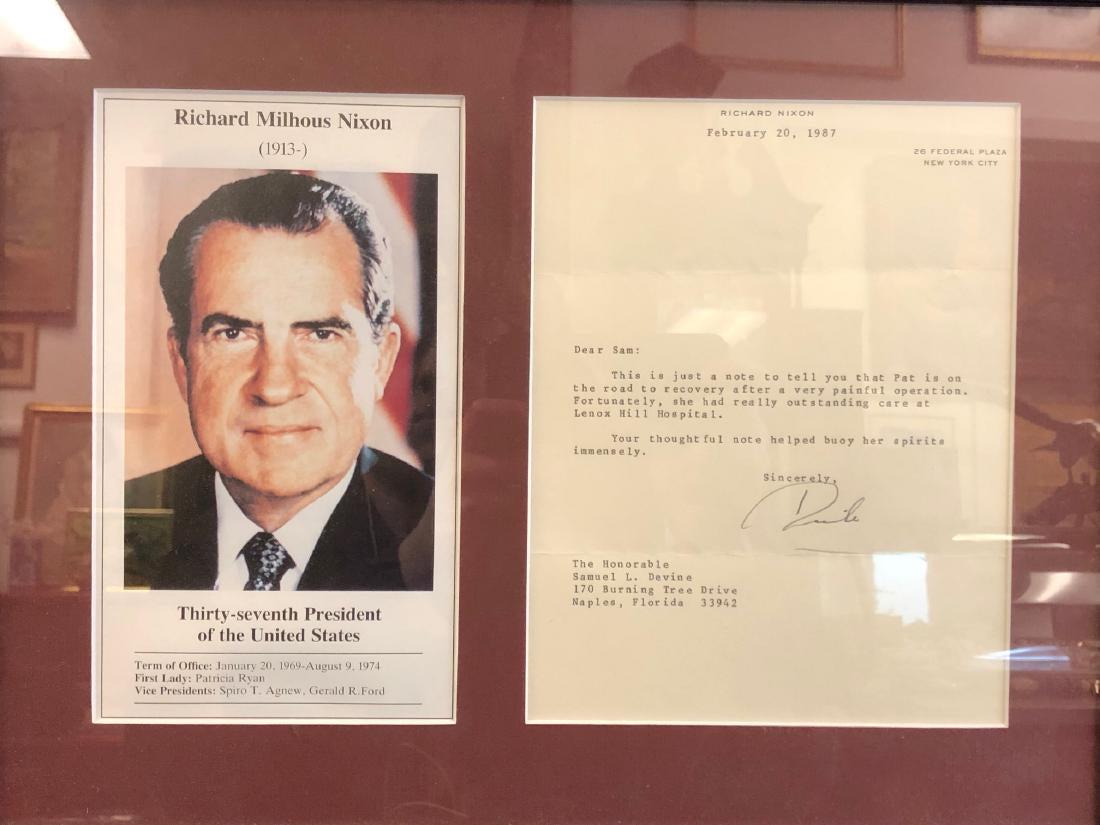 Richard Milhous Nixon
(1913-)
Thirty-seventh President
of the United States
Term of Office: January 20, 1969-August 9, 1974
First Lady: Patricia Ryan
Vice Presidents: Spiro T. Agnew, Gerald R.Ford
RICHARD NIXON
February 20, 1987
26 FEDERAL PLAZA
NEW YORK CITY
Dear Sam:
This is just a note to tell you that Pat is on
the road to recovery after a very painful operation.
Fortunately, she had really outstanding care at
Lenox Hill Hospital.
Your thoughtful note helped buoy her spirits
immensely.
Sincerely,
The Honorable
Samuel L. Devine
170 Burning Tree Drive
Naples, Florida 33942